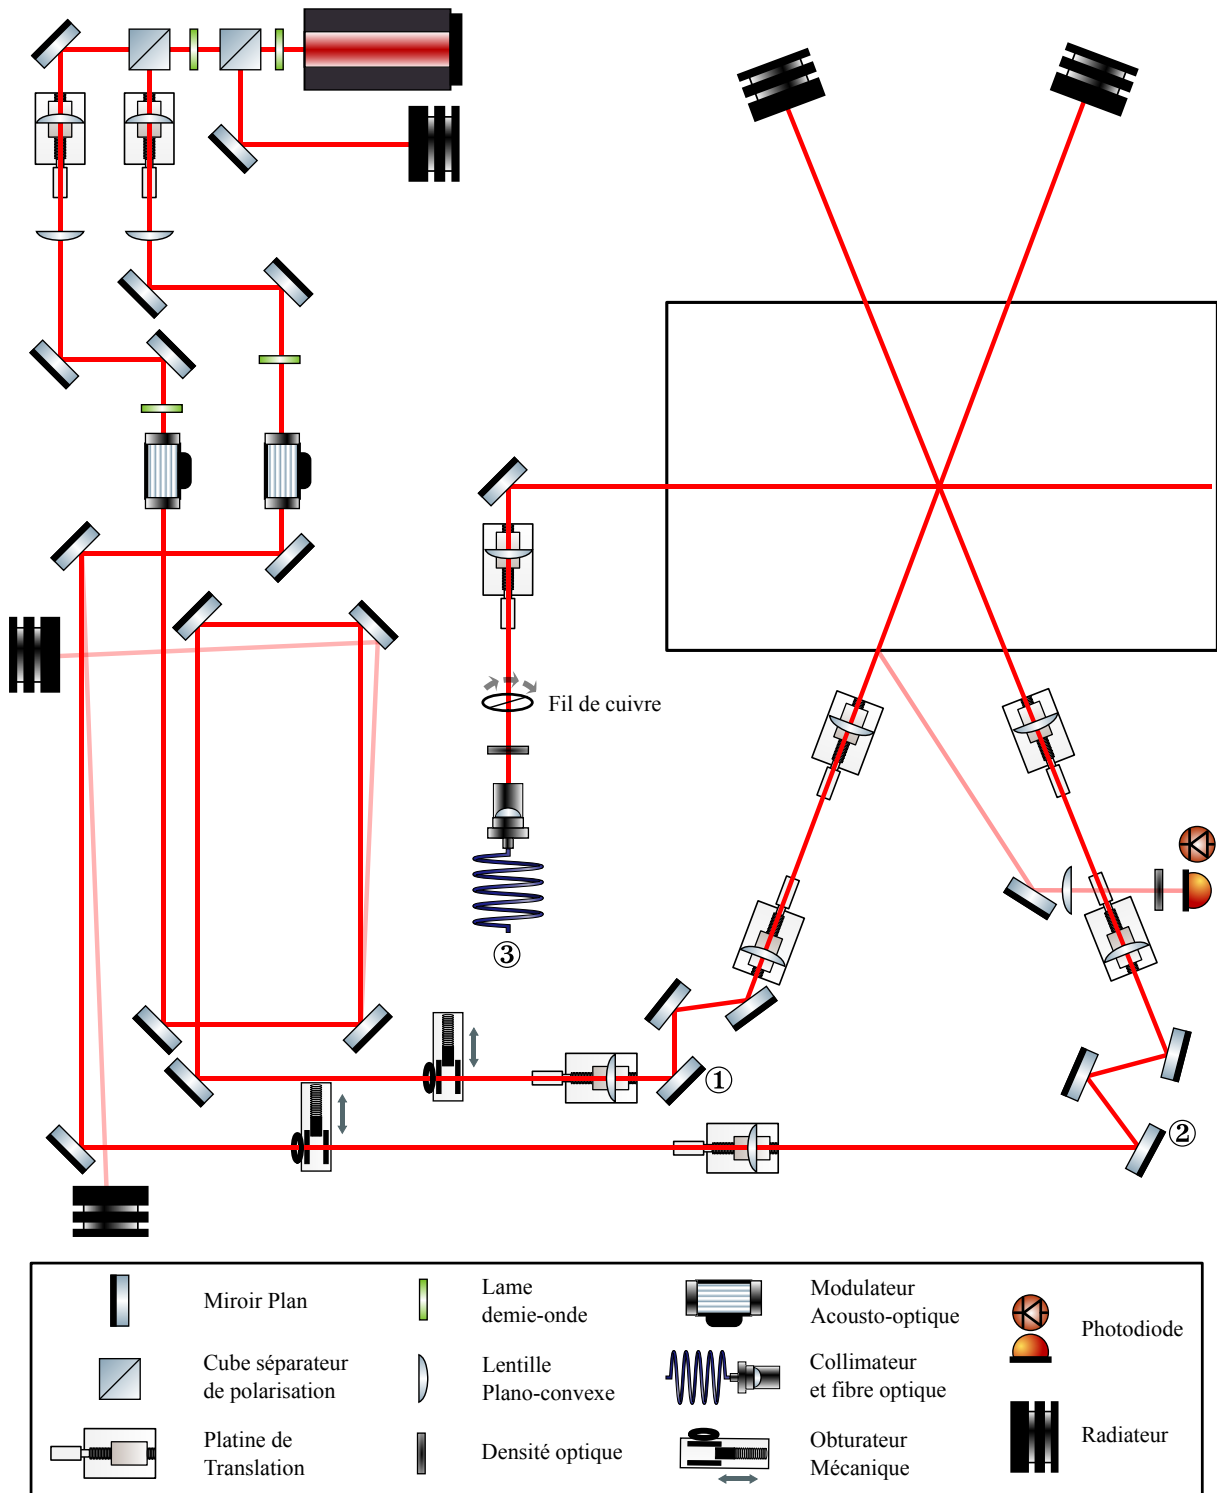 Fil de cuivre
③
①
②
Miroir Plan
Lame
demie-onde
Modulateur
Acousto-optique
Photodiode
Cube séparateur
de polarisation
Lentille
Plano-convexe
Collimateur
et fibre optique
Platine de
Translation
Densité optique
Obturateur
Mécanique
Radiateur